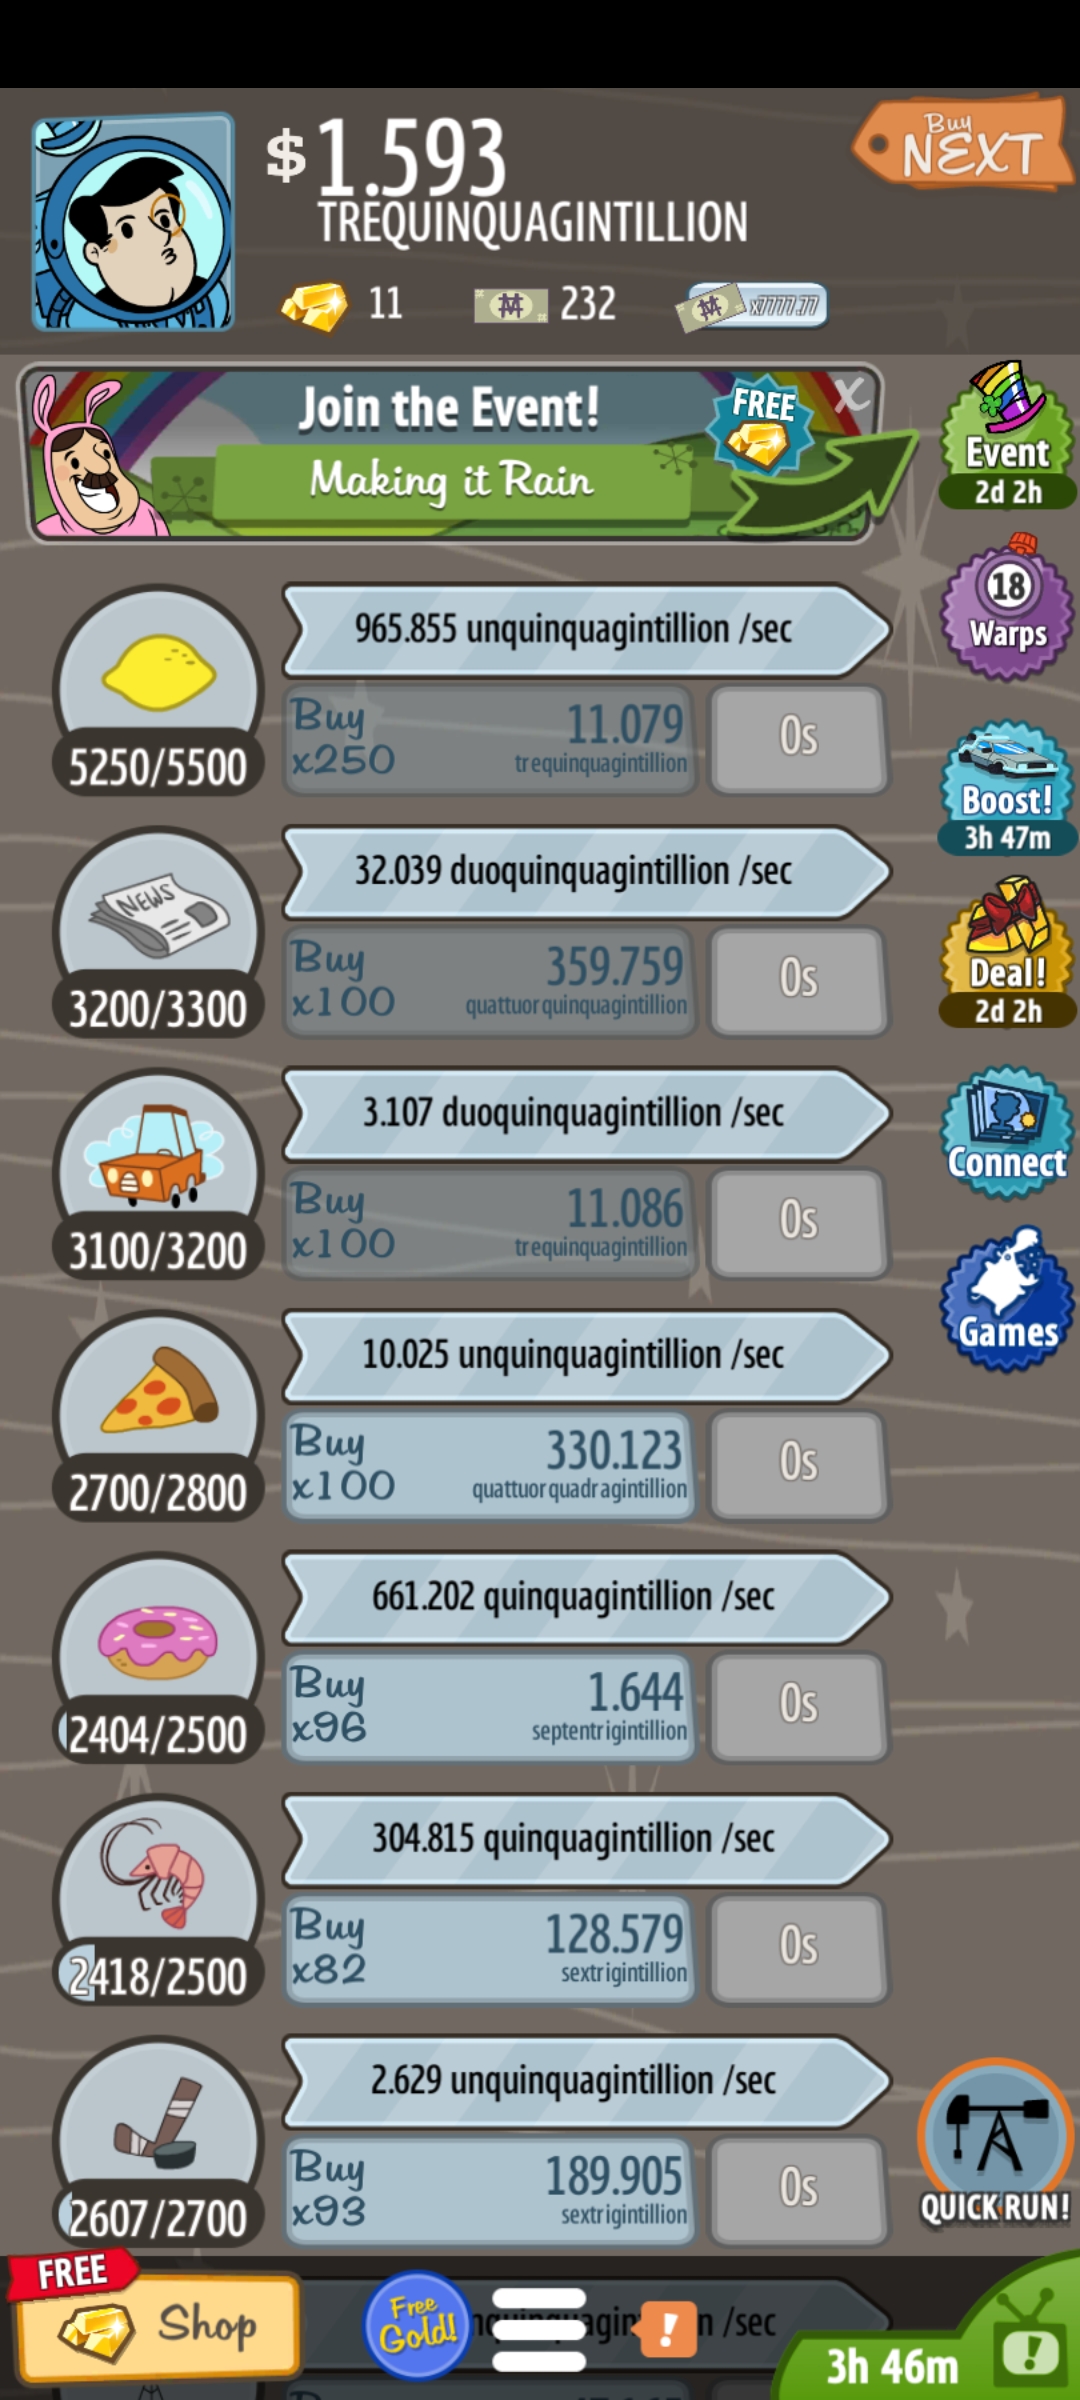 $1.593
TREQUINQUAGINTILLION
Buy
NEXT
11
232
x7777.77
Join the Event!
Making it Rain
FREE
X
Event
2d 2h
965.855 unquinquagintillion /sec
18
Warps
Buy
x250
11.079
trequinquagintillion
0s
5250/5500
Boost!
3h 47m
32.039 duoquinquagintillion /sec
NEWS
Buy
x100
359.759
quattuorquinquagintillion
0s
3200/3300
Deal!
2d 2h
3.107 duoquinquagintillion /sec
Connect
Buy
x100
11.086
trequinquagintillion
0s
3100/3200
Games
10.025 unquinquagintillion /sec
Buy
x100
330.123
quattuorquadragintillion
0s
2700/2800
661.202 quinquagintillion /sec
Buy
x96
1.644
septentrigintillion
0s
2404/2500
304.815 quinquagintillion /sec
Buy
x82
128.579
sextrigintillion
0s
2418/2500
2.629 unquinquagintillion /sec
Buy
x93
189.905
sextrigintillion
0s
2607/2700
QUICK RUN!
FREE
Shop
Free
Gold!
/sec
!
3h 46m
!
Buy